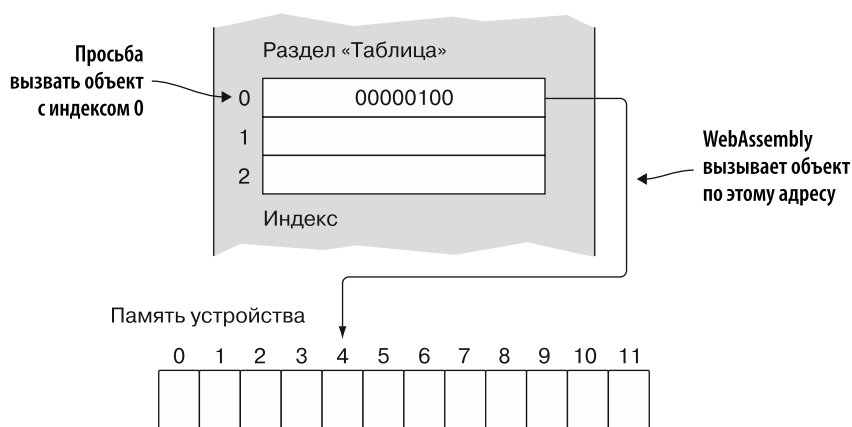 Раздел «Таблица»
Просьба
вызвать объект
с индексом 0
0 00000100
1
2
Индекс
WebAssembly
вызывает объект
по этому адресу
Память устройства
0 1 2 3 4 5 6 7 8 9 10 11